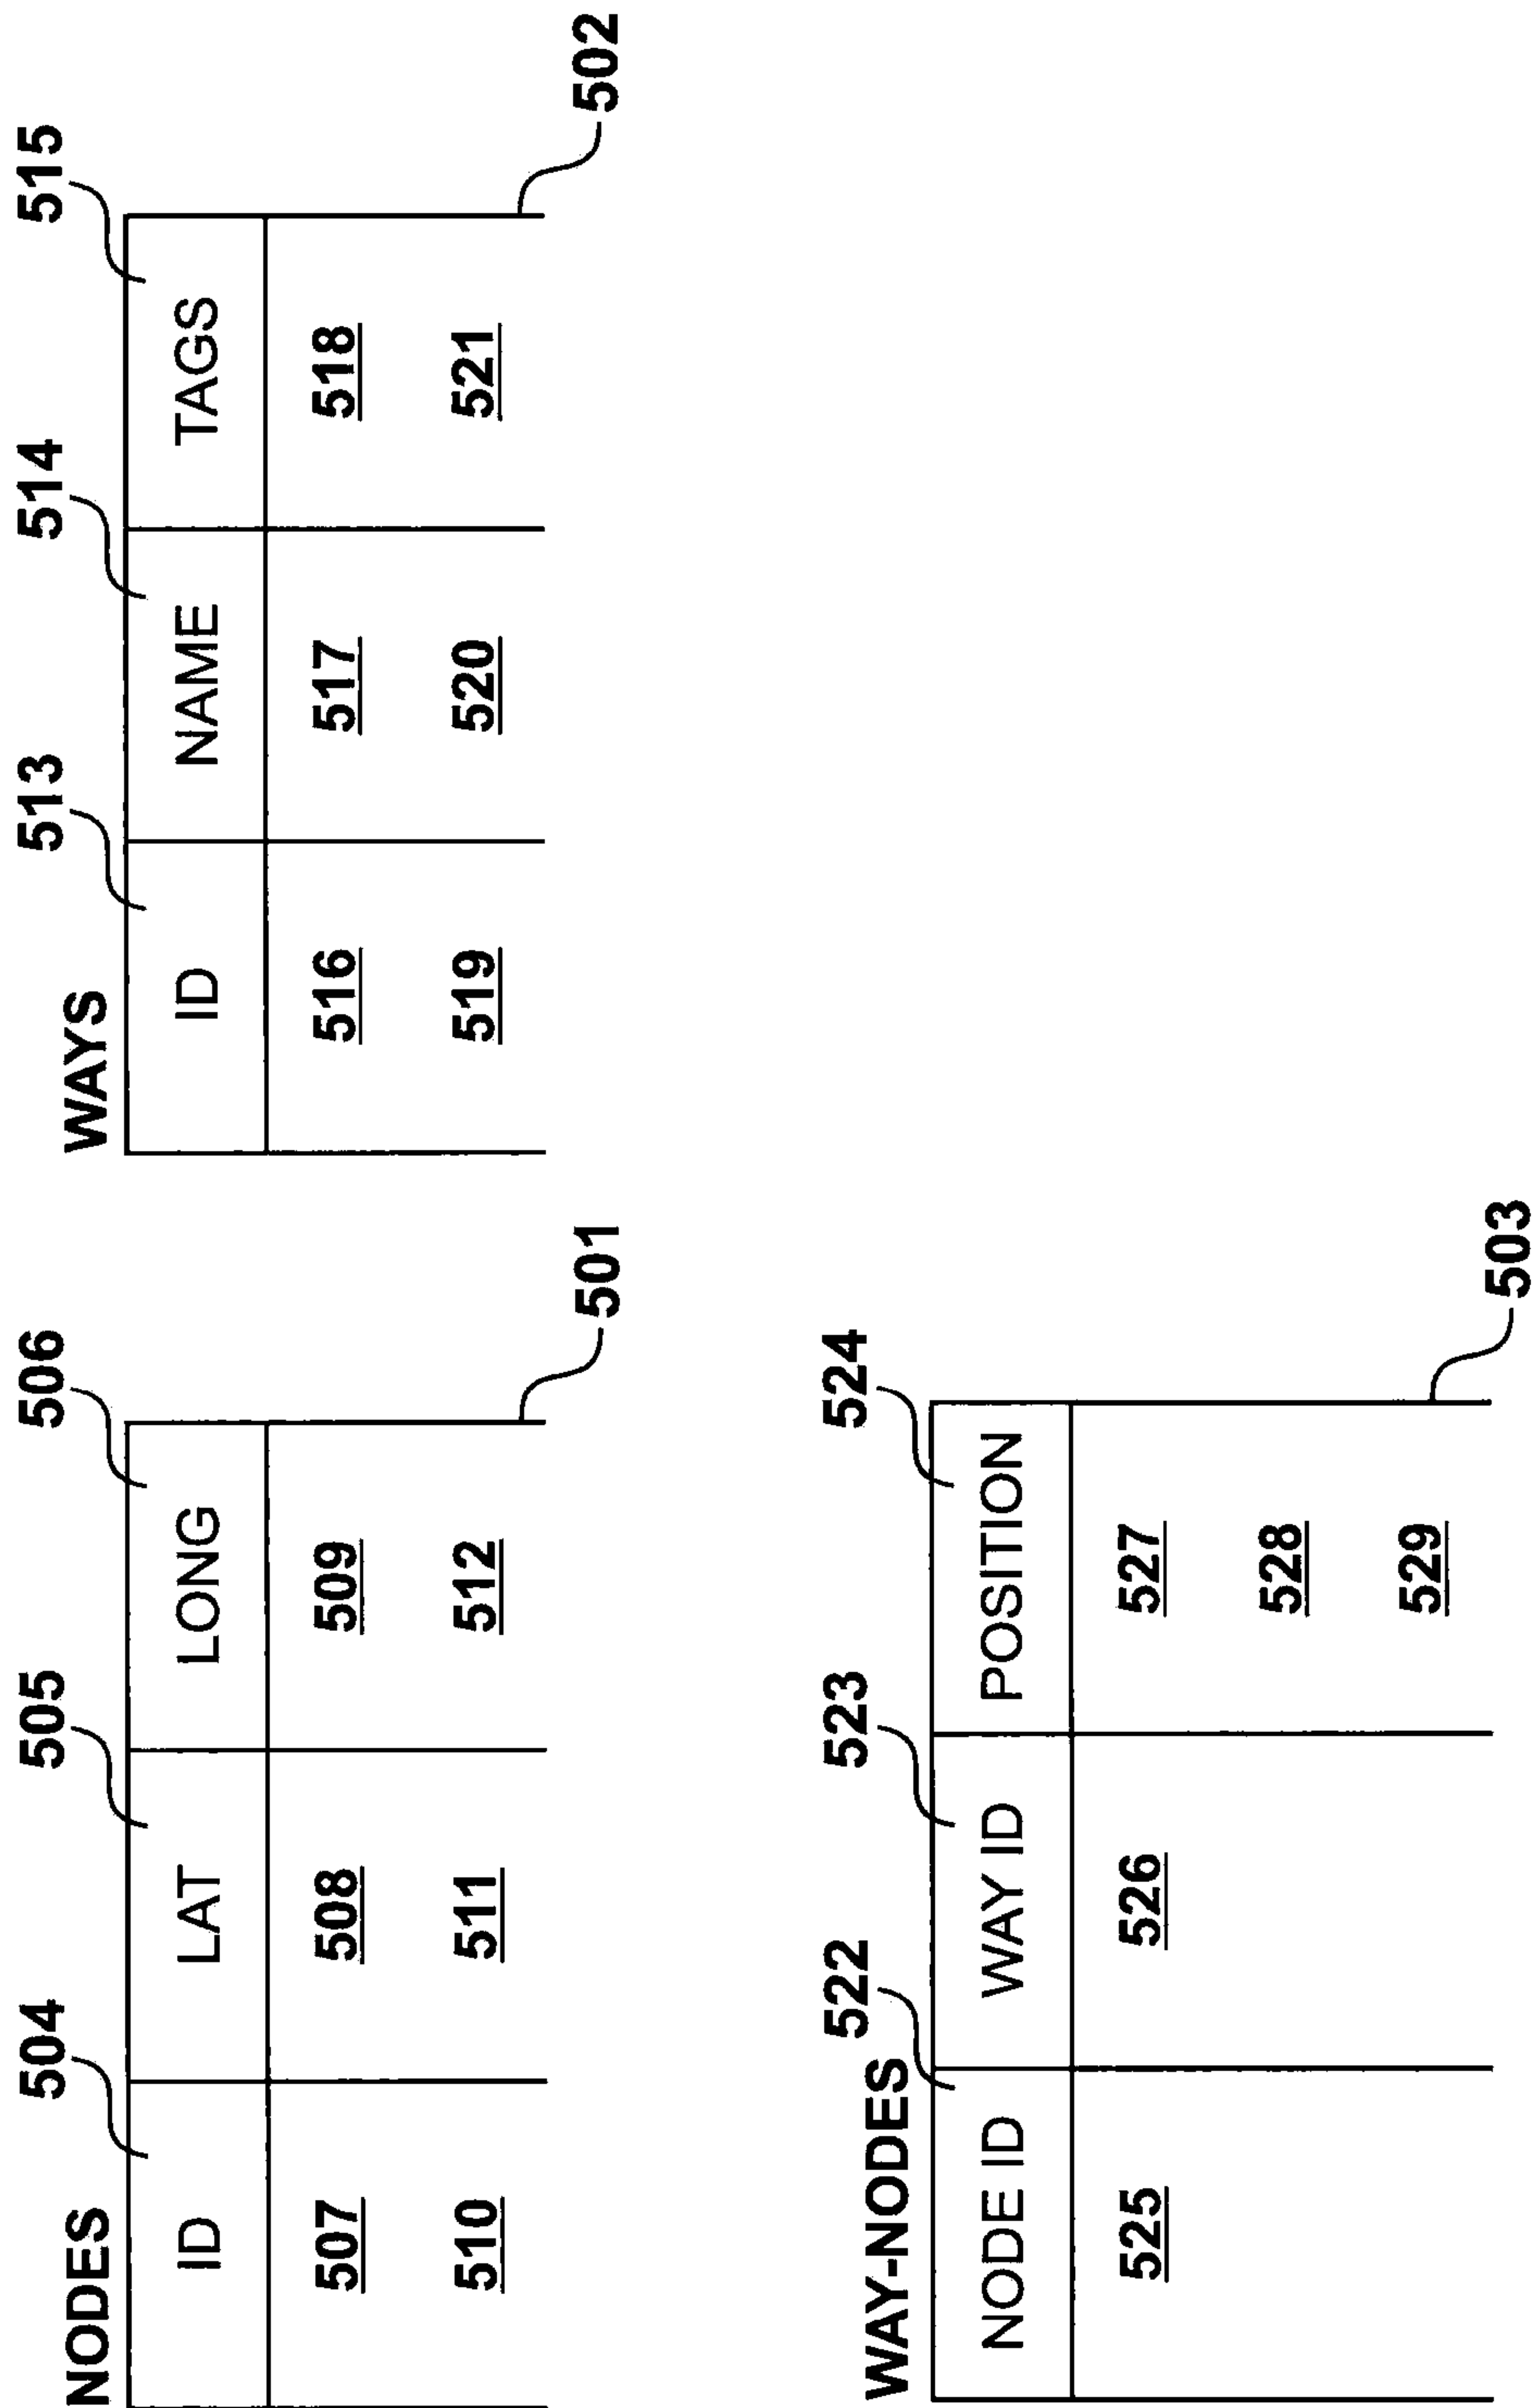 504 505 506
NODES
ID LAT LONG
507 508 509
510 511 512
501
513 514 515
WAYS
ID NAME TAGS
516 517 518
519 520 521
502
522 523 524
WAY-NODES
NODE ID WAY ID POSITION
525 526 527
528
529
503